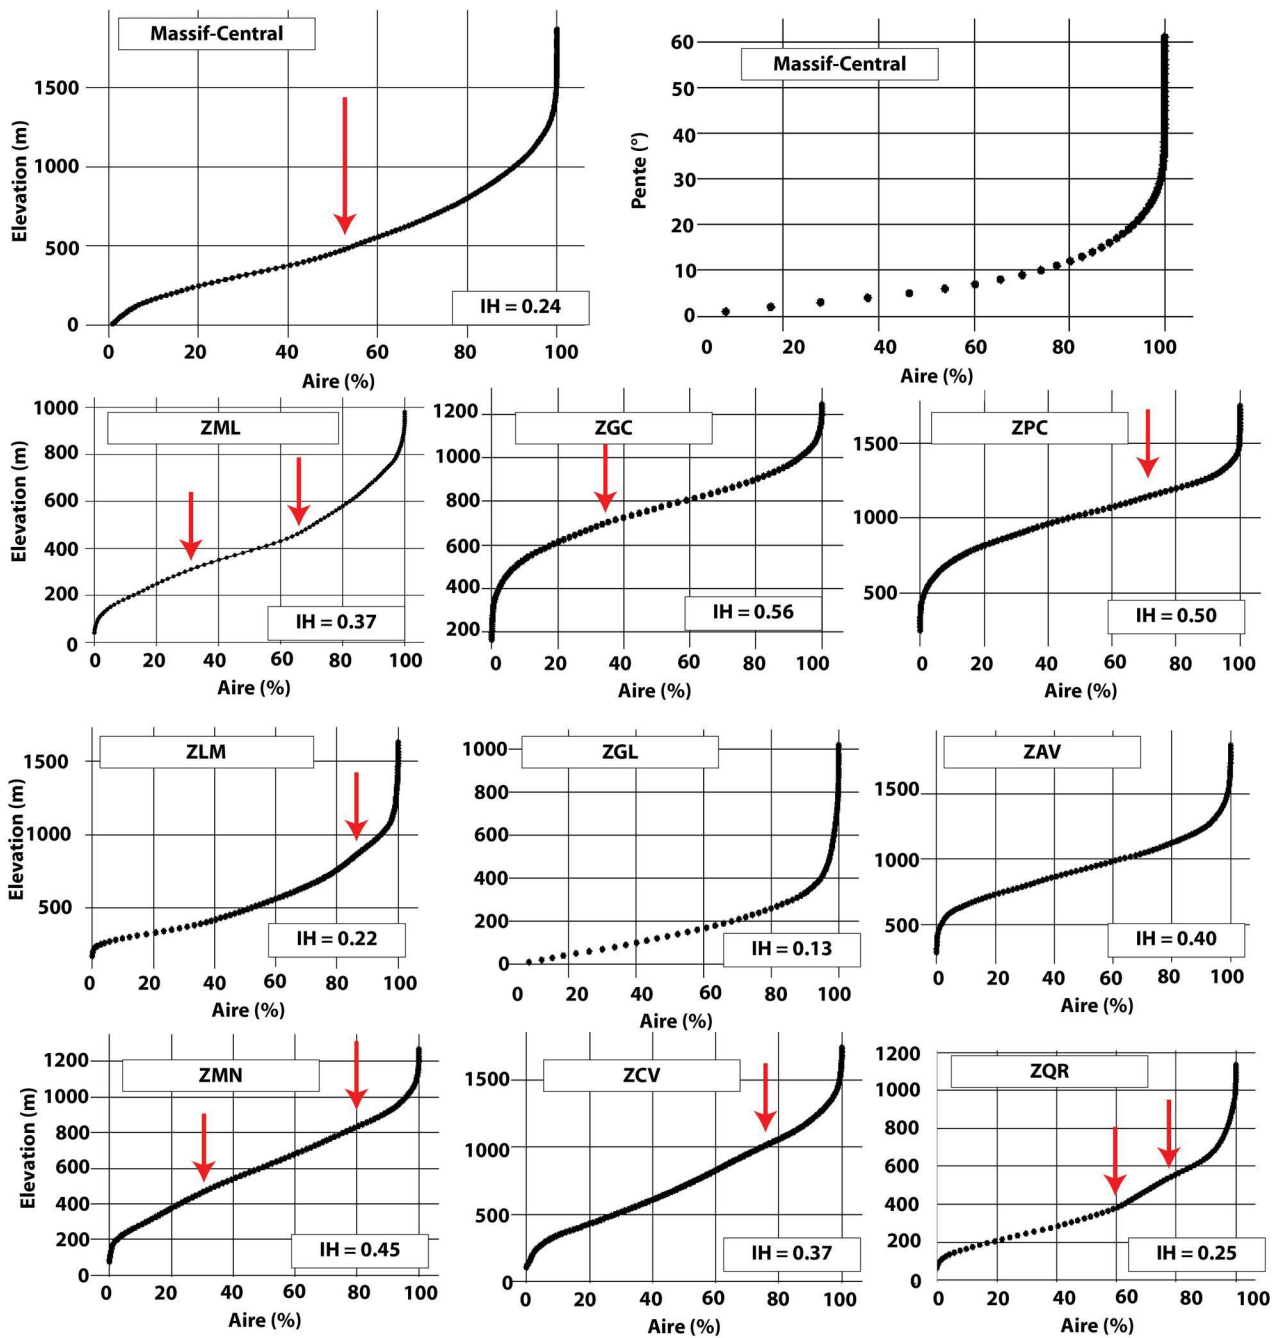 Massif-Central
Elevation (m)
1500
1000
500
0
IH = 0.24
0 20 40 60 80 100
Aire (%)
Massif-Central
Pente (°)
60
50
40
30
20
10
0
0 20 40 60 80 100
Aire (%)
ZML
Elevation (m)
1000
800
600
400
200
0
IH = 0.37
0 20 40 60 80 100
Aire (%)
ZGC
1200
1000
800
600
400
200
IH = 0.56
0 20 40 60 80 100
Aire (%)
ZPC
1500
1000
500
IH = 0.50
0 20 40 60 80 100
Aire (%)
ZLM
Elevation (m)
1500
1000
500
IH = 0.22
0 20 40 60 80 100
Aire (%)
ZGL
1000
800
600
400
200
0
IH = 0.13
0 20 40 60 80 100
Aire (%)
ZAV
1500
1000
500
IH = 0.40
0 20 40 60 80 100
Aire (%)
ZMN
Elevation (m)
1200
1000
800
600
400
200
0
IH = 0.45
0 20 40 60 80 100
Aire (%)
ZCV
1500
1000
500
0
IH = 0.37
0 20 40 60 80 100
Aire (%)
ZQR
1200
1000
800
600
400
200
0
IH = 0.25
0 20 40 60 80 100
Aire (%)